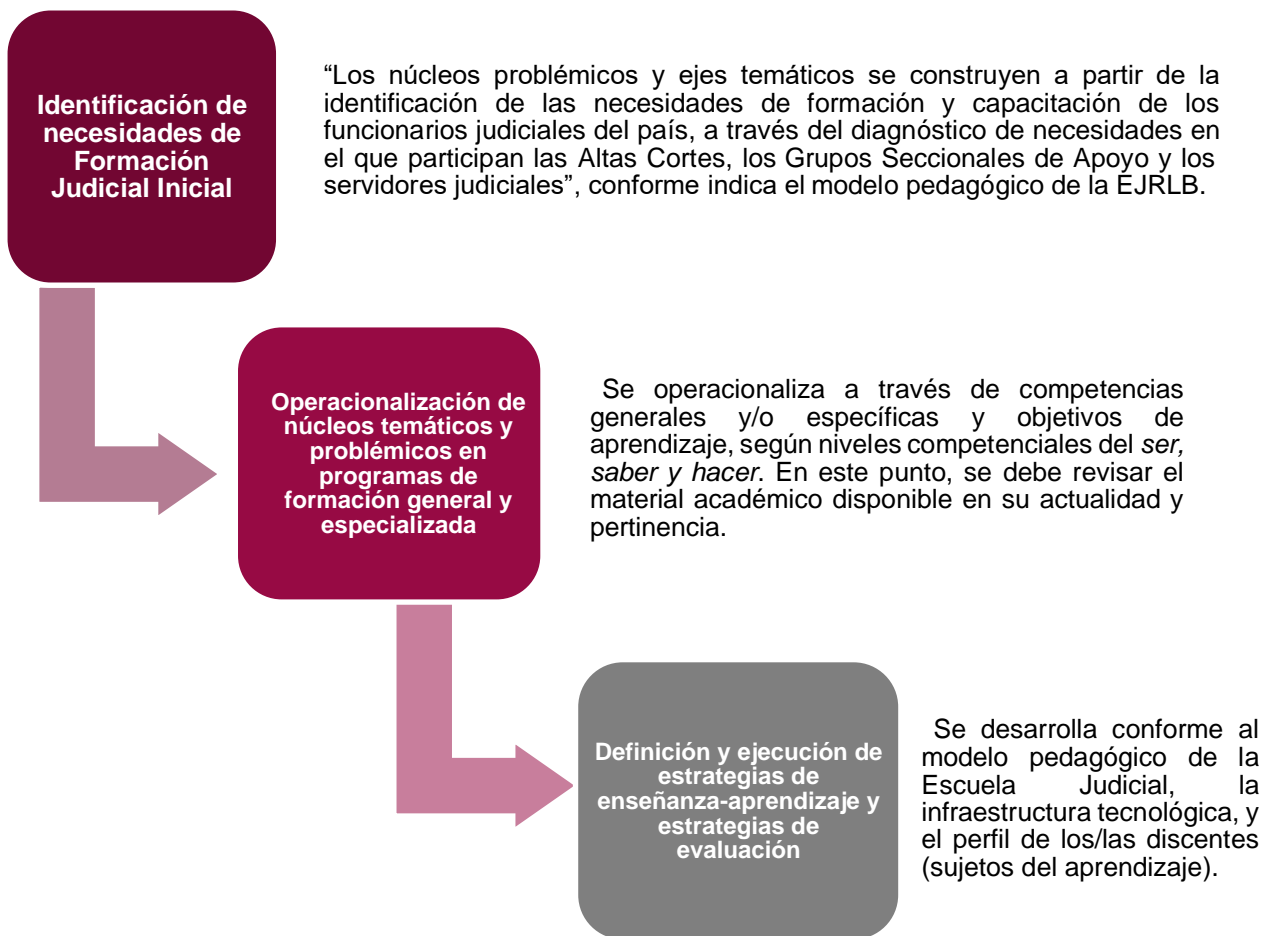 Identificación de
necesidades de
Formación
Judicial Inicial
“Los núcleos problémicos y ejes temáticos se construyen a partir de la
identificación de las necesidades de formación y capacitación de los
funcionarios judiciales del país, a través del diagnóstico de necesidades en
el que participan las Altas Cortes, los Grupos Seccionales de Apoyo y los
servidores judiciales”, conforme indica el modelo pedagógico de la EJRLB.
Operacionalización de
núcleos temáticos y
problémicos en
programas de
formación general y
especializada
Se operacionaliza a través de competencias
generales y/o específicas y objetivos de
aprendizaje, según niveles competenciales del ser,
saber y hacer. En este punto, se debe revisar el
material académico disponible en su actualidad y
pertinencia.
Definición y ejecución de
estrategias de
enseñanza-aprendizaje y
estrategias de
evaluación
Se desarrolla conforme al
modelo pedagógico de la
Escuela Judicial, la
infraestructura tecnológica, y
el perfil de los/las discentes
(sujetos del aprendizaje).